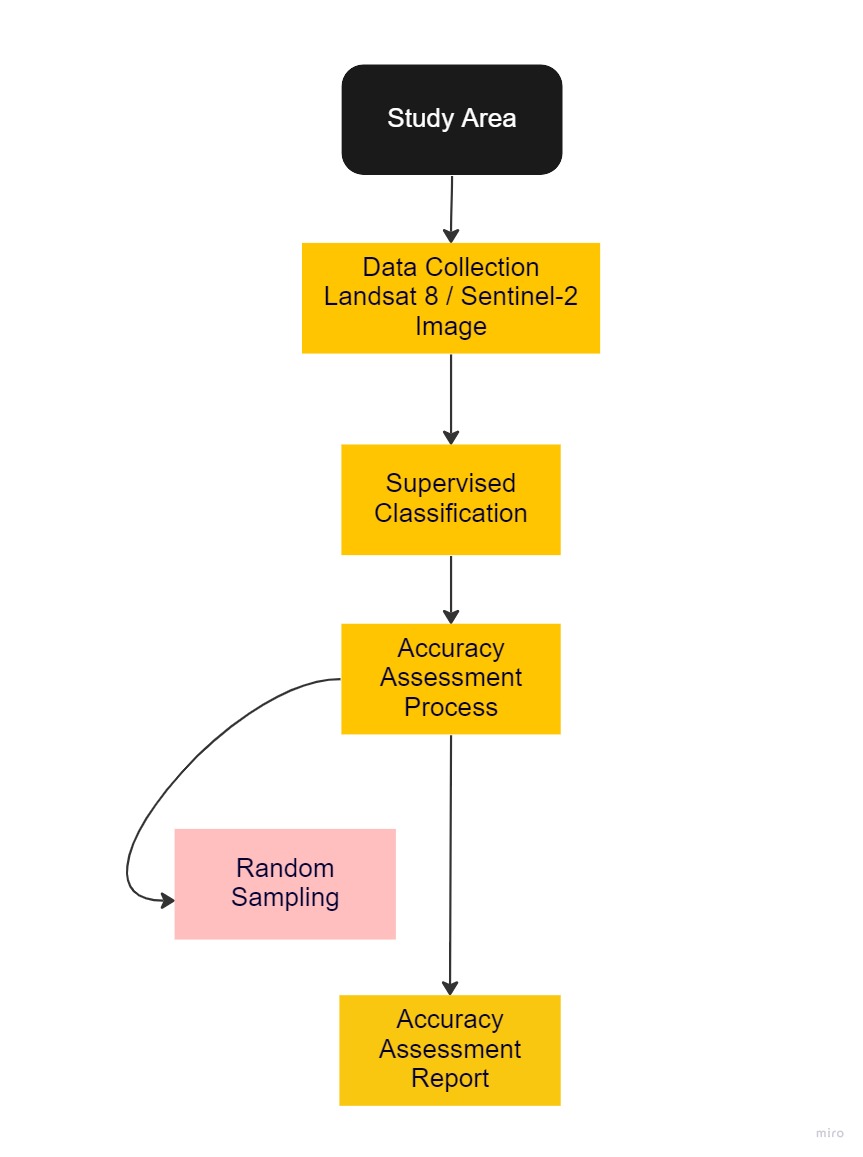 Study Area
Data Collection
Landsat 8 / Sentinel-2
Image
Supervised
Classification
Accuracy
Assessment
Process
Random
Sampling
Accuracy
Assessment
Report
miro